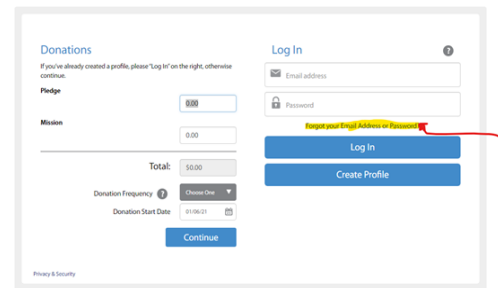 Donations
If you've already created a profile, please "Log In" on the right, otherwise
continue.
Pledge
0.00
Mission
0.00
Total: 50.00
Donation Frequency ? Choose One
Donation Start Date 01/06/21
Continue
Privacy & Security
Log In ?
Email address
Password
Forgot your Email Address or Password?
Log In
Create Profile